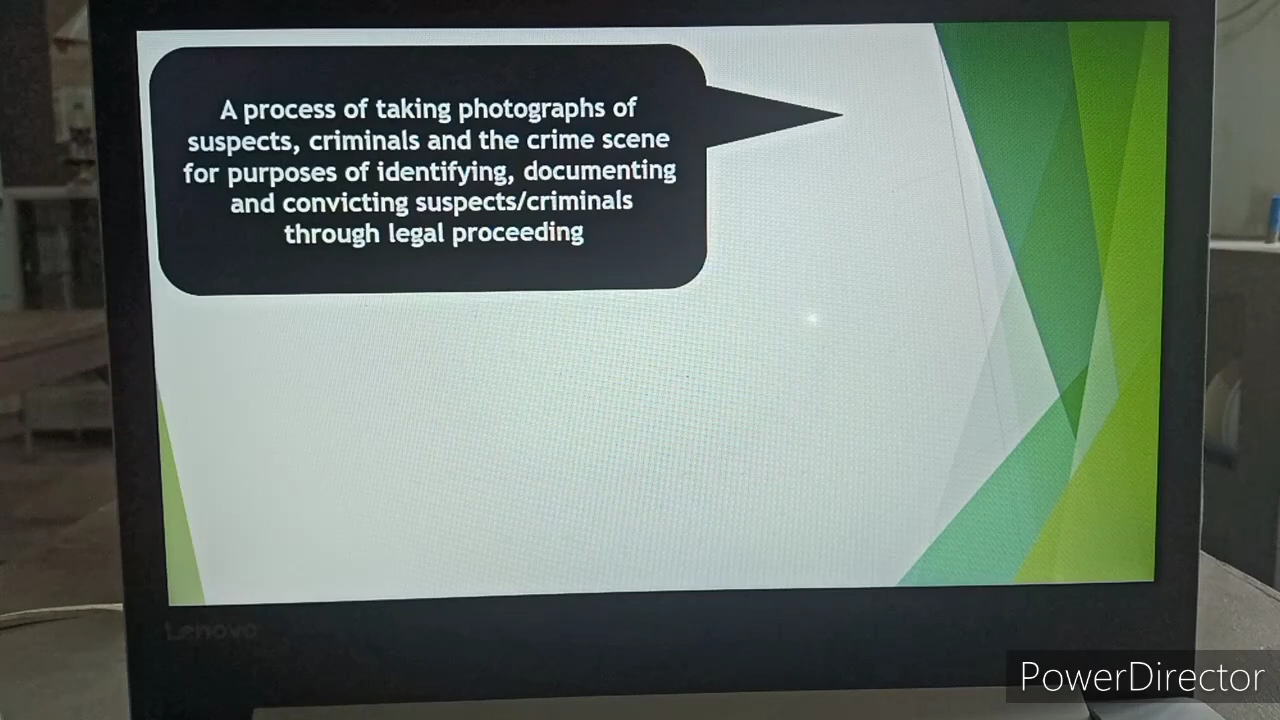 A process of taking photographs of
suspects, criminals and the crime scene
for purposes of identifying, documenting
and convicting suspects/criminals
through legal proceeding
Lenovo
PowerDirector